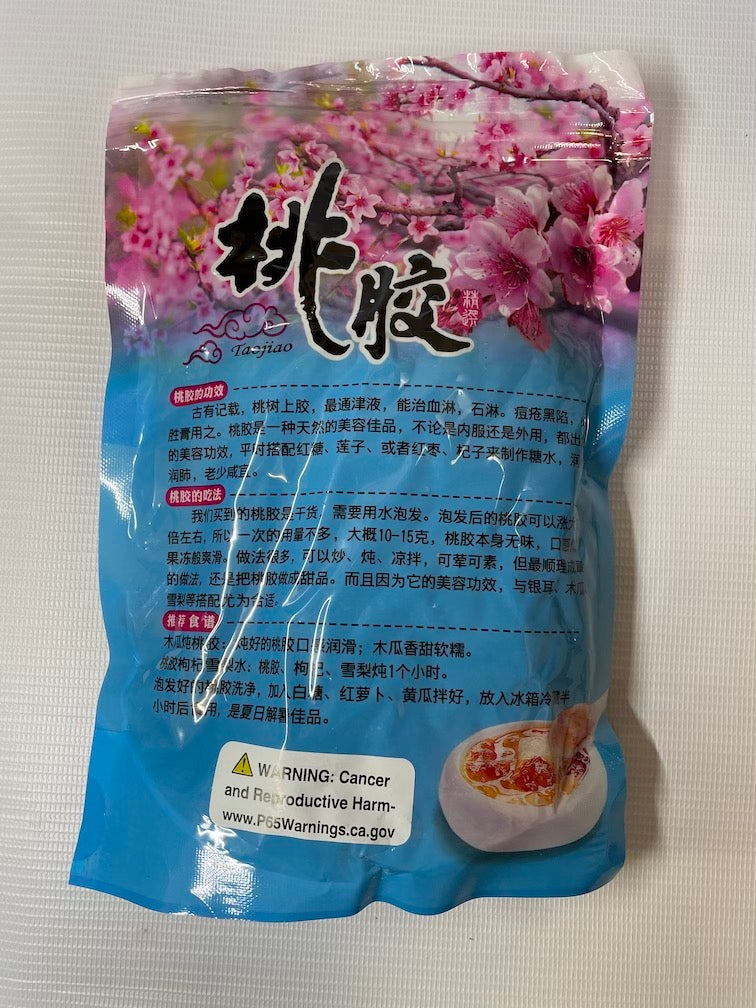 桃胶
精选
Taojiao
桃胶的功效
古有记载，桃树上胶，最通津液，能治血淋，石淋。痘疮黑陷，
胜膏用之。桃胶是一种天然的美容佳品，不论是内服还是外用，都
的美容功效，平时搭配红糖、莲子、或者红枣、杞子来制作糖水，
润肺，老少咸宜。
桃胶的吃法
我们买到的桃胶是干货，需要用水泡发。泡发后的桃胶可以涨
倍左右，所以一次的用量不多，大概10-15克，桃胶本身无味，口
果冻般爽滑。做法很多，可以炒、炖、凉拌，可荤可素，但最顺理成章
的做法，还是把桃胶做成甜品。而且因为它的美容功效，与银耳、木瓜
雪梨等搭配尤为合适。
推荐食谱
木瓜炖桃胶：炖好的桃胶口感润滑；木瓜香甜软糯。
桃胶枸杞雪梨水：桃胶、枸杞、雪梨炖1个小时。
泡发好的桃胶洗净，加入白糖、红萝卜、黄瓜拌好，放入冰箱冷藏半
小时后食用，是夏日解暑佳品。
WARNING: Cancer
and Reproductive Harm-
www.P65Warnings.ca.gov